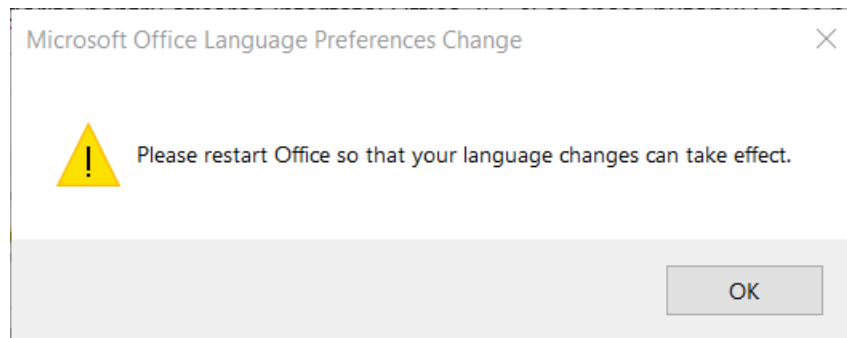 Microsoft Office Language Preferences Change
Please restart Office so that your language changes can take effect.
OK